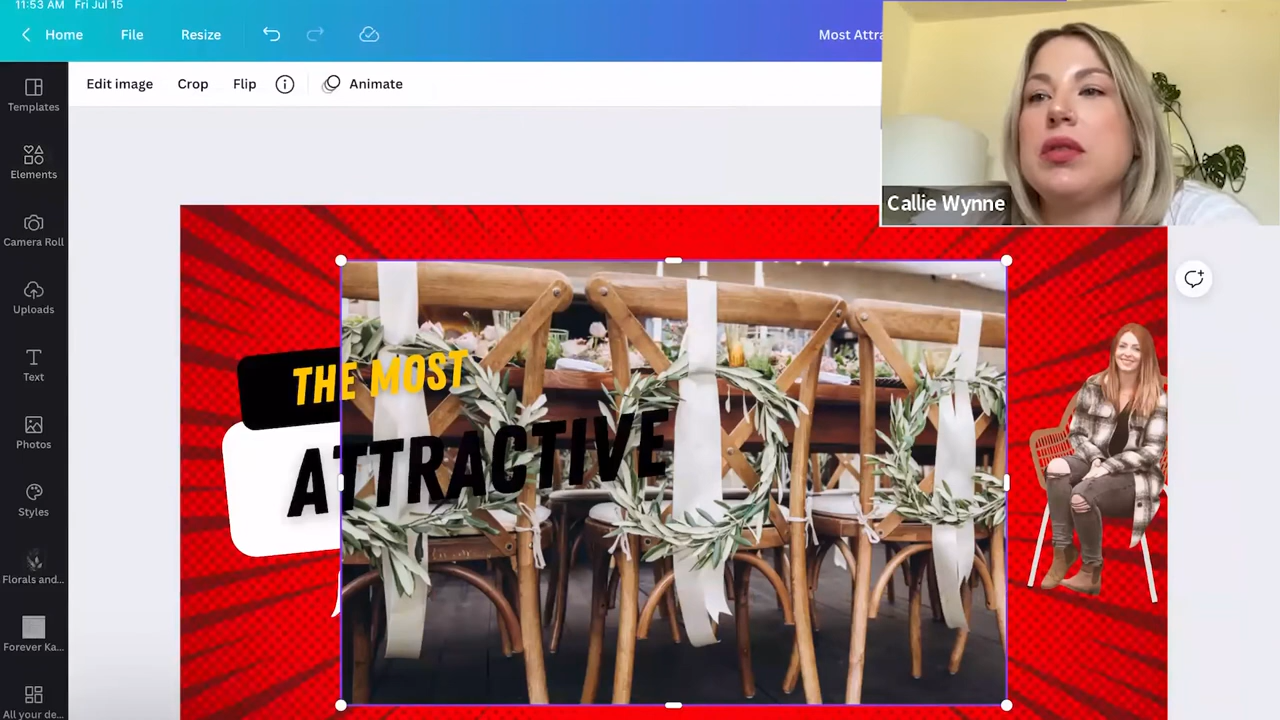 11:53 AM Fri Jul 15
Home File Resize
Most Attra
Edit image Crop Flip Animate
Templates
Elements
Camera Roll
Uploads
Text
Photos
Styles
Florals and...
Forever Ka...
All your de...
Callie Wynne
THE MOST
ATTRACTIVE